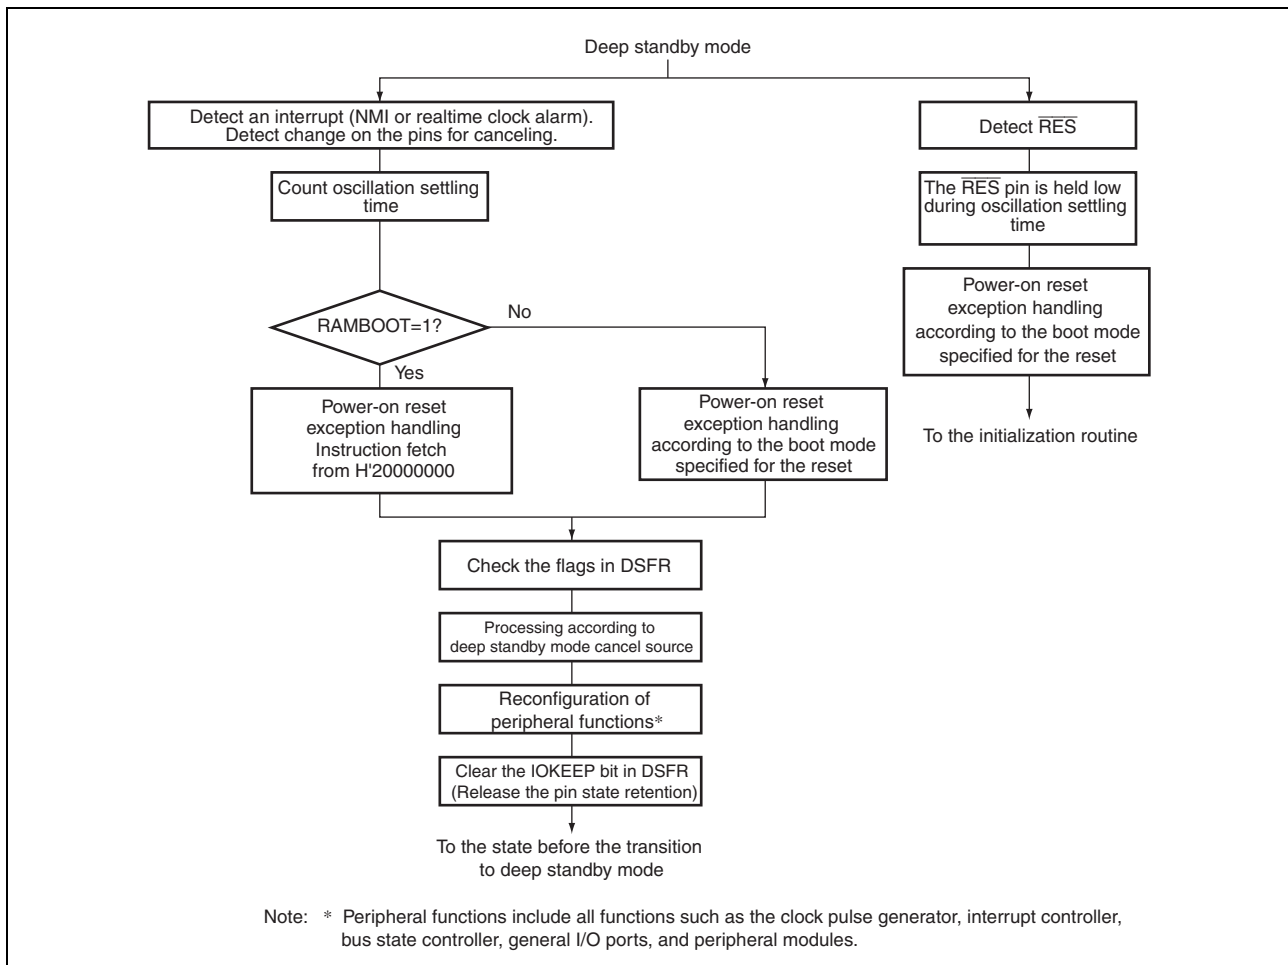 Deep standby mode
Detect an interrupt (NMI or realtime clock alarm).
Detect change on the pins for canceling.
Count oscillation settling
time
RAMBOOT=1?
No
Yes
Power-on reset
exception handling
Instruction fetch
from H'20000000
Power-on reset
exception handling
according to the boot mode
specified for the reset
Detect R̅E̅S̅
The R̅E̅S̅ pin is held low
during oscillation settling
time
Power-on reset
exception handling
according to the boot mode
specified for the reset
To the initialization routine
Check the flags in DSFR
Processing according to
deep standby mode cancel source
Reconfiguration of
peripheral functions*
Clear the IOKEEP bit in DSFR
(Release the pin state retention)
To the state before the transition
to deep standby mode
Note: * Peripheral functions include all functions such as the clock pulse generator, interrupt controller,
bus state controller, general I/O ports, and peripheral modules.